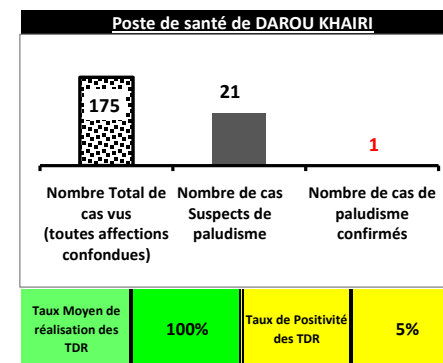 Poste de santé de DAROU KHAIRI
175
21
1
Nombre Total de
cas vus
(toutes affections
confondues)
Nombre de cas
Suspects de
paludisme
Nombre de cas de
paludisme
confirmés
Taux Moyen de
réalisation des
TDR
100%
Taux de Positivité
des TDR
5%